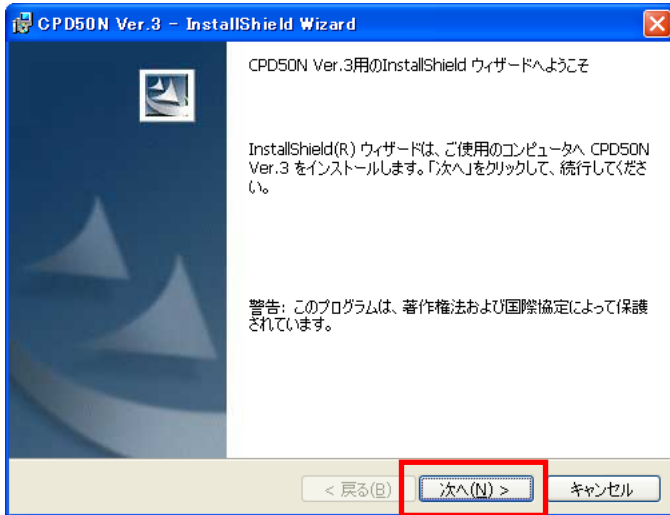 CPD50N Ver.3 - InstallShield Wizard
CPD50N Ver.3用のInstallShield ウィザードへようこそ
InstallShield(R) ウィザードは、ご使用のコンピュータへ CPD50N
Ver.3 をインストールします。「次へ」をクリックして、続行してくださ
い。
警告: このプログラムは、著作権法および国際協定によって保護
されています。
< 戻る(B)
次へ(N) >
キャンセル